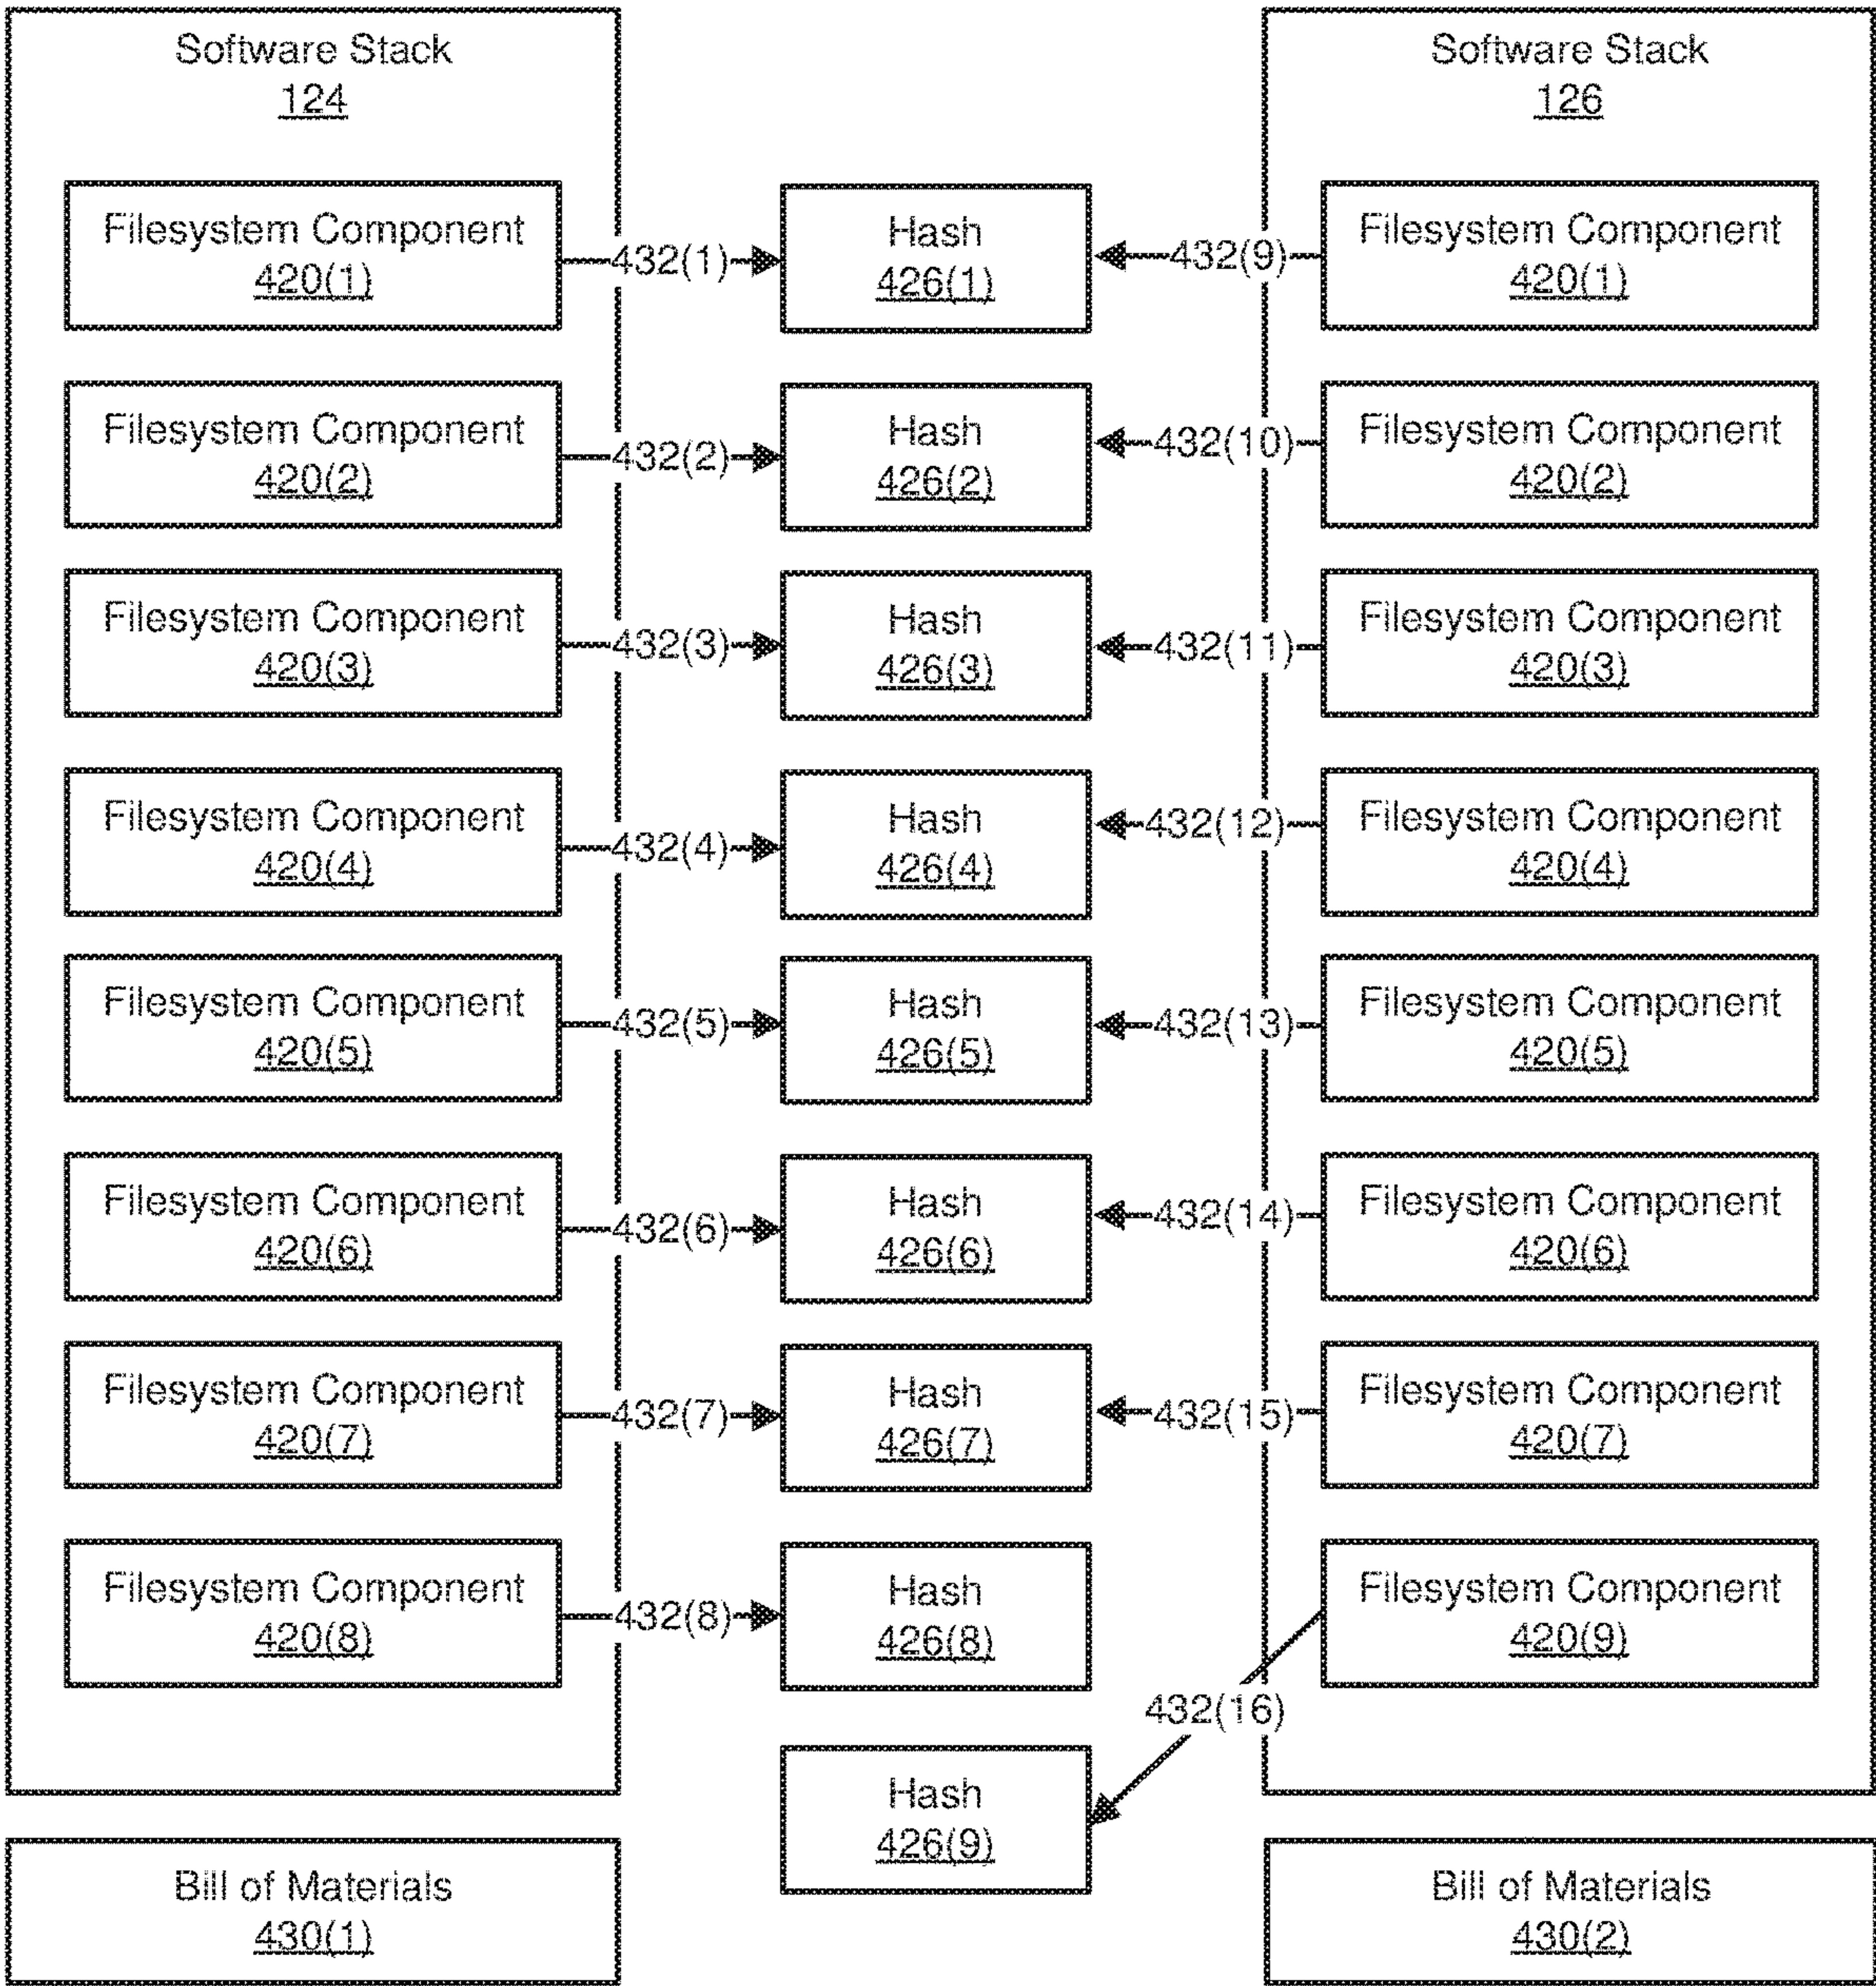 Software Stack
124
Software Stack
126
Filesystem Component
420(1)
432(1)
Hash
426(1)
432(9)
Filesystem Component
420(1)
Filesystem Component
420(2)
432(2)
Hash
426(2)
432(10)
Filesystem Component
420(2)
Filesystem Component
420(3)
432(3)
Hash
426(3)
432(11)
Filesystem Component
420(3)
Filesystem Component
420(4)
432(4)
Hash
426(4)
432(12)
Filesystem Component
420(4)
Filesystem Component
420(5)
432(5)
Hash
426(5)
432(13)
Filesystem Component
420(5)
Filesystem Component
420(6)
432(6)
Hash
426(6)
432(14)
Filesystem Component
420(6)
Filesystem Component
420(7)
432(7)
Hash
426(7)
432(15)
Filesystem Component
420(7)
Filesystem Component
420(8)
432(8)
Hash
426(8)
Filesystem Component
420(9)
432(16)
Hash
426(9)
Bill of Materials
430(1)
Bill of Materials
430(2)